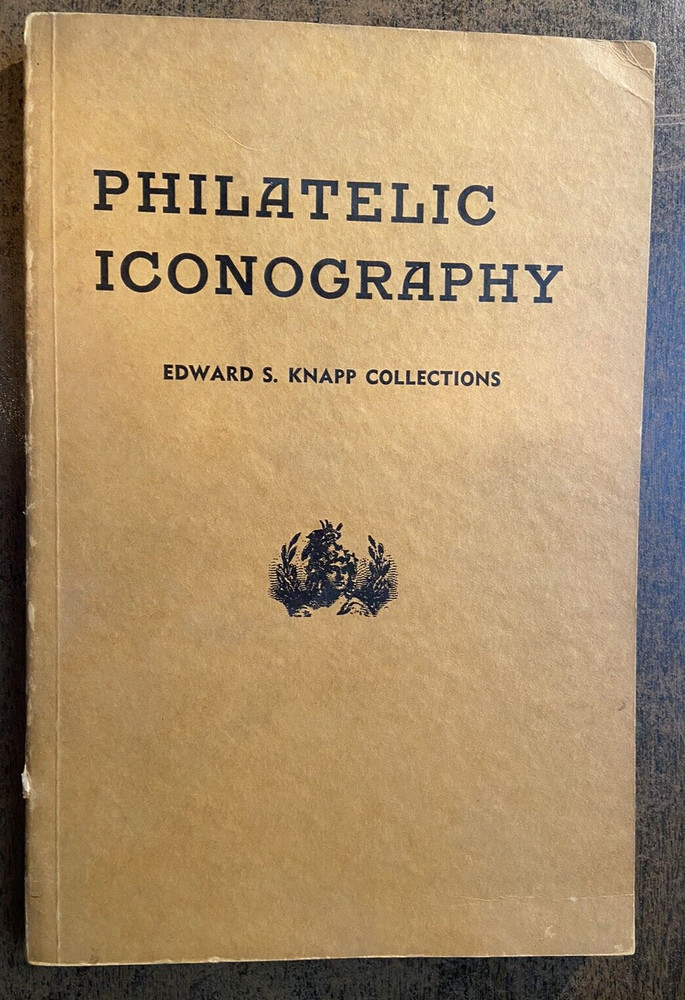 PHILATELIC
ICONOGRAPHY
EDWARD S. KNAPP COLLECTIONS